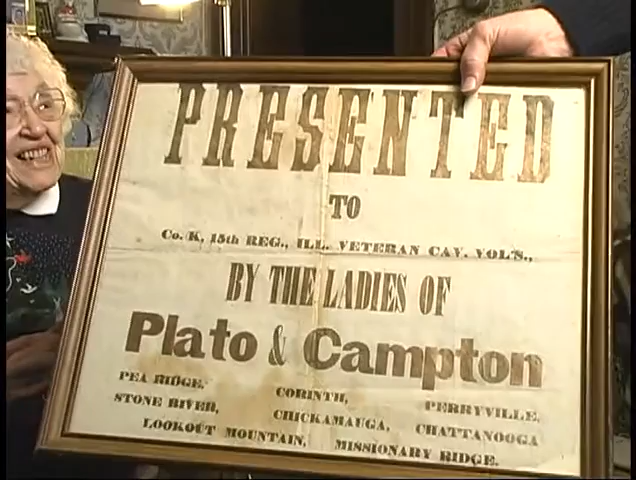 PRESENTED
TO
Co. K, 15th REG., ILL. VETERAN CAV. VOL'S.,
BY THE LADIES OF
Plato & Campton
PEA RIDGE, CORINTH, PERRYVILLE,
STONE RIVER, CHICKAMAUGA, CHATTANOOGA
LOOKOUT MOUNTAIN, MISSIONARY RIDGE.